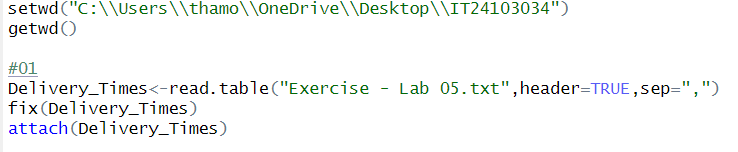 setwd("C:\\Users\\thamo\\OneDrive\\Desktop\\IT24103034")
getwd()
#01
Delivery_Times<-read.table("Exercise - Lab 05.txt",header=TRUE,sep=",")
fix(Delivery_Times)
attach(Delivery_Times)